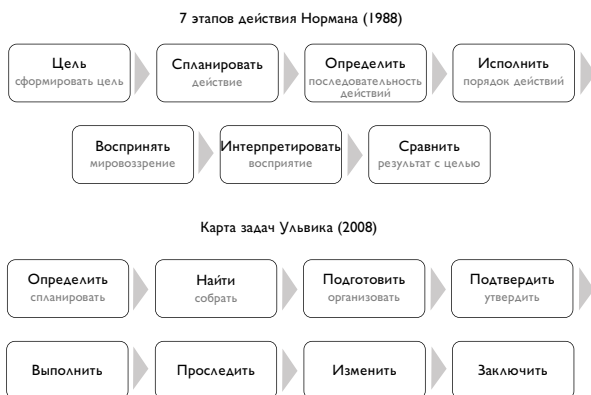 7 этапов действия Нормана (1988)
Цель
сформировать цель
Спланировать
действие
Определить
последовательность
действий
Исполнить
порядок действий
Воспринять
мировоззрение
Интерпретировать
восприятие
Сравнить
результат с целью
Карта задач Ульвика (2008)
Определить
спланировать
Найти
собрать
Подготовить
организовать
Подтвердить
утвердить
Выполнить
Проследить
Изменить
Заключить